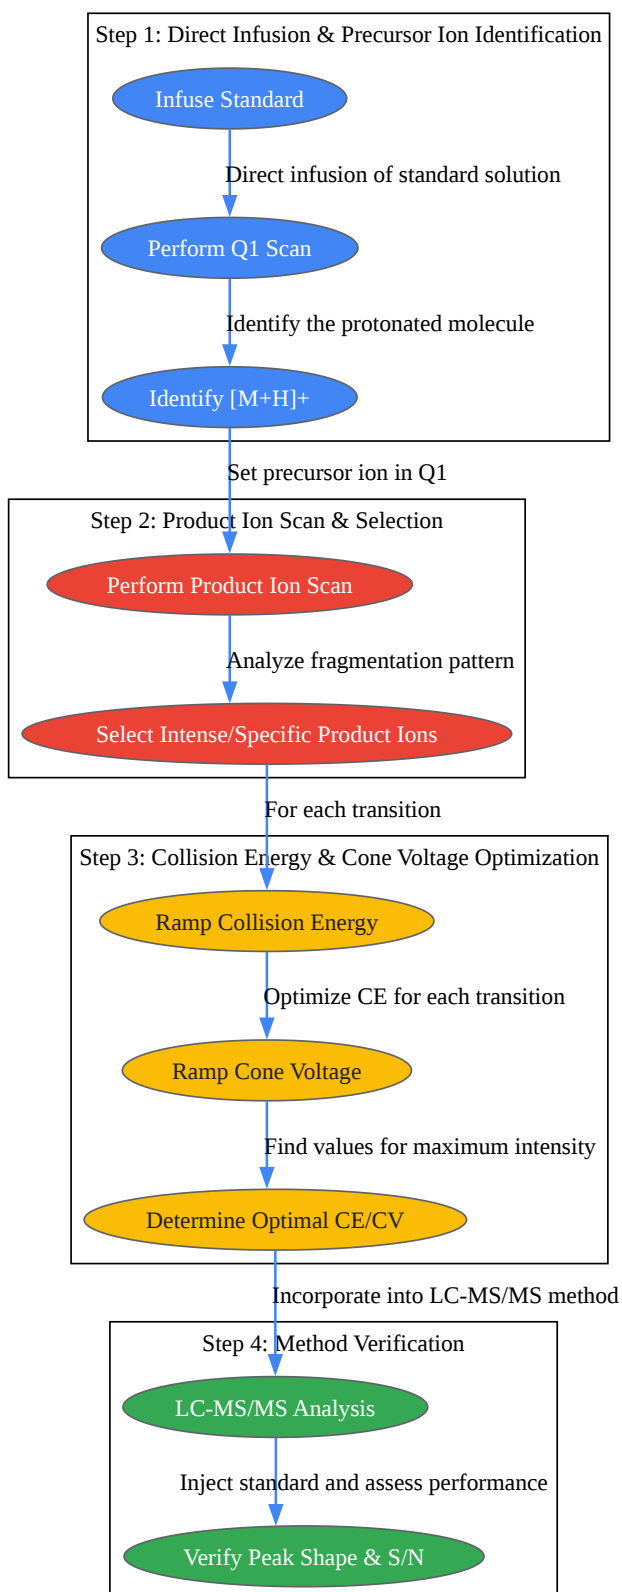 Step 1: Direct Infusion & Precursor Ion Identification
Infuse Standard
Direct infusion of standard solution
Perform Q1 Scan
Identify the protonated molecule
Identify [M+H]+
Set precursor ion in Q1
Step 2: Product Ion Scan & Selection
Perform Product Ion Scan
Analyze fragmentation pattern
Select Intense/Specific Product Ions
For each transition
Step 3: Collision Energy & Cone Voltage Optimization
Ramp Collision Energy
Optimize CE for each transition
Ramp Cone Voltage
Find values for maximum intensity
Determine Optimal CE/CV
Incorporate into LC-MS/MS method
Step 4: Method Verification
LC-MS/MS Analysis
Inject standard and assess performance
Verify Peak Shape & S/N